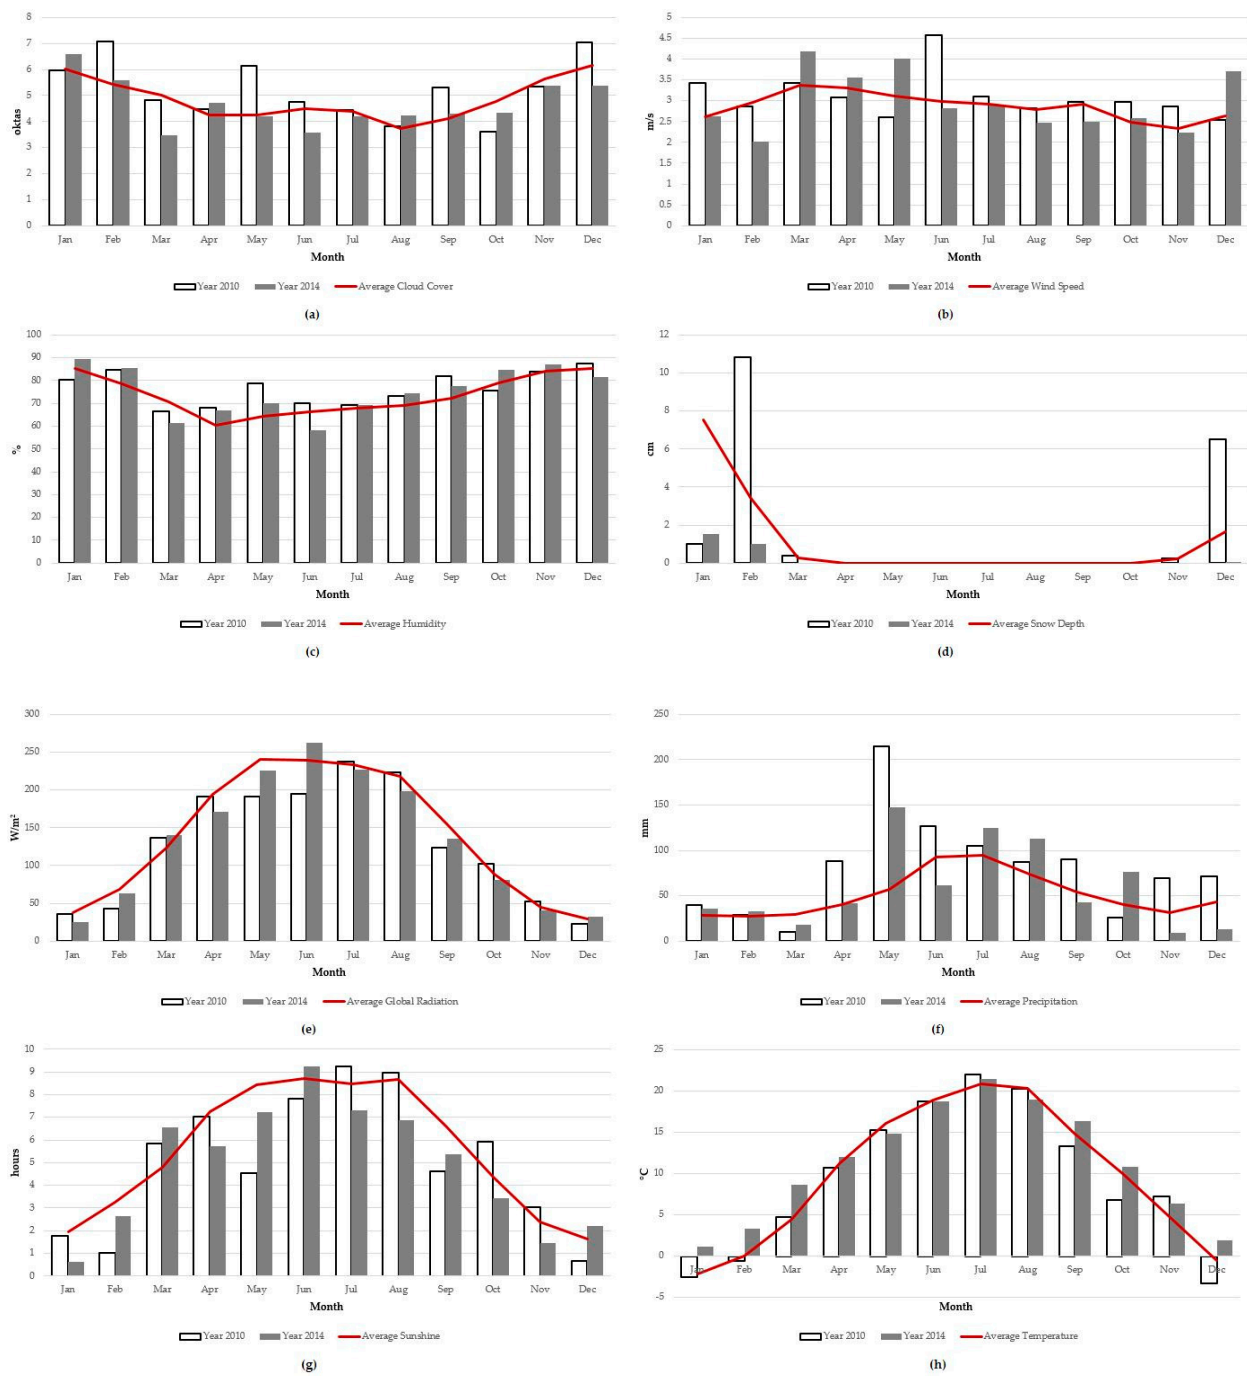 8
7
6
5
4
3
2
1
0
oktas
Jan Feb Mar Apr May Jun Jul Aug Sep Oct Nov Dec
Month
Year 2010 Year 2014 Average Cloud Cover
(a)
5
4.5
4
3.5
3
2.5
2
1.5
1
0.5
0
m/s
Jan Feb Mar Apr May Jun Jul Aug Sep Oct Nov Dec
Month
Year 2010 Year 2014 Average Wind Speed
(b)
100
90
80
70
60
50
40
30
20
10
0
%
Jan Feb Mar Apr May Jun Jul Aug Sep Oct Nov Dec
Month
Year 2010 Year 2014 Average Humidity
(c)
12
10
8
6
4
2
0
cm
Jan Feb Mar Apr May Jun Jul Aug Sep Oct Nov Dec
Month
Year 2010 Year 2014 Average Snow Depth
(d)
300
250
200
150
100
50
0
W/m²
Jan Feb Mar Apr May Jun Jul Aug Sep Oct Nov Dec
Month
Year 2010 Year 2014 Average Global Radiation
(e)
250
200
150
100
50
0
mm
Jan Feb Mar Apr May Jun Jul Aug Sep Oct Nov Dec
Month
Year 2010 Year 2014 Average Precipitation
(f)
10
9
8
7
6
5
4
3
2
1
0
hours
Jan Feb Mar Apr May Jun Jul Aug Sep Oct Nov Dec
Month
Year 2010 Year 2014 Average Sunshine
(g)
25
20
15
10
5
0
-5
°C
Jan Feb Mar Apr May Jun Jul Aug Sep Oct Nov Dec
Month
Year 2010 Year 2014 Average Temperature
(h)